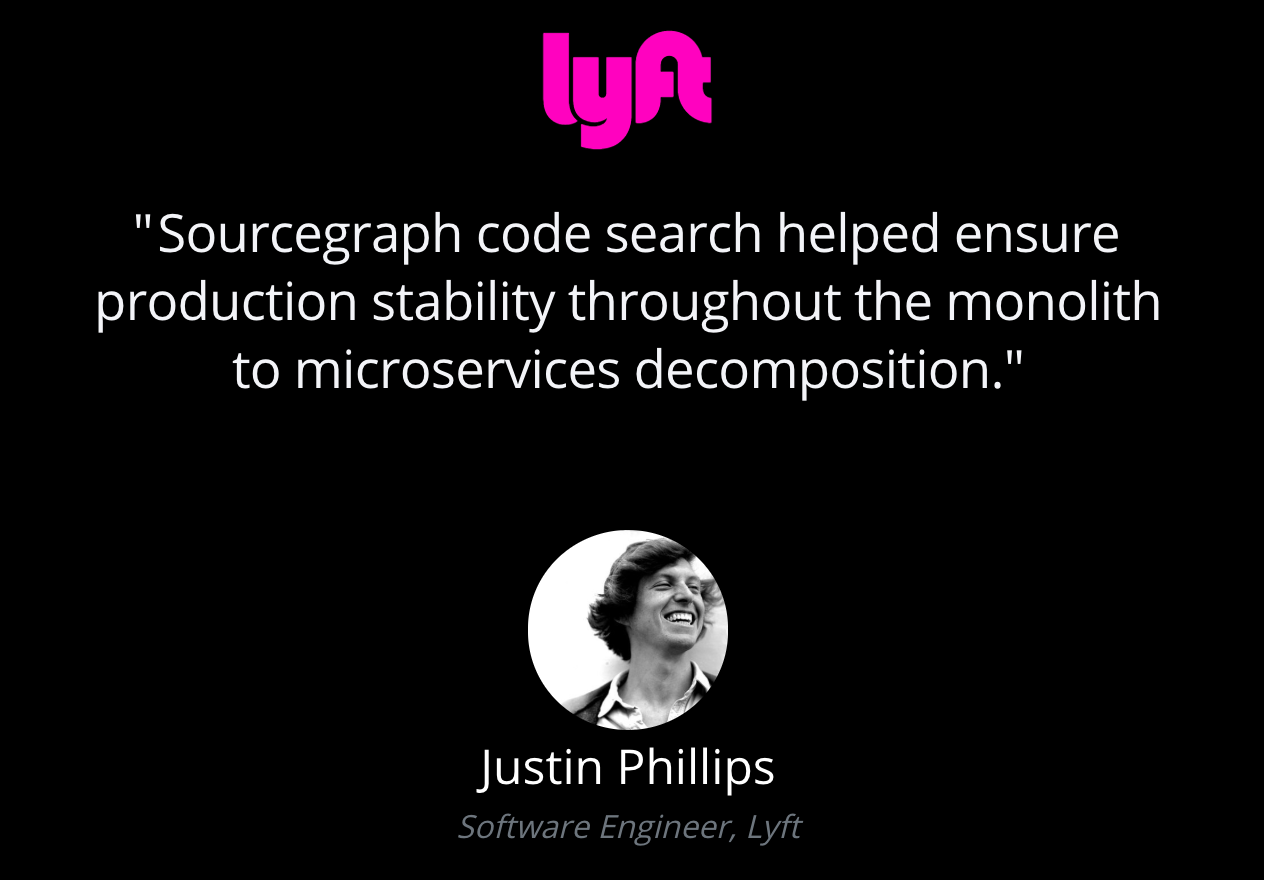 lyft
"Sourcegraph code search helped ensure
production stability throughout the monolith
to microservices decomposition."
Justin Phillips
Software Engineer, Lyft